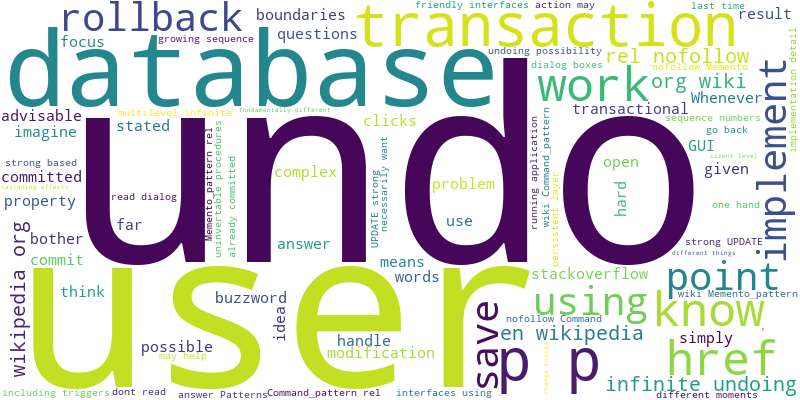 friendly interfaces
action may
last time
rollback
boundaries
transaction
result
focus
growing sequence
questions
undoing possibility
rel nofollow
implementation detail
database
dialog boxes
nofollow Memento
work
org wiki
Whenever
advisable
multilevel infinite
fundamentally different
transactional
sequence numbers
imagine
stated
clicks
go back
implement
undo
GUI
strong based
client level
committed
read dialog
complex
problem
open
given
cascading effects
Memento_pattern rel
uninvertable procedures
already committed
UPDATE strong
necessarily want
running application
wiki Command_pattern
persistent layer
hard
one hand
property
far
answer
use
bother
strong UPDATE
commit
means
different things
wikipedia org
user
think
words
stackoverflow
point
buzzword
save
using
know
wiki Memento_pattern
idea
nofollow Command
en wikipedia
possible
handle
simply
may help
modification
p p
change inside
href
infinite undoing
including triggers
dont read
answer Patterns
Command_pattern rel
interfaces using
different moments